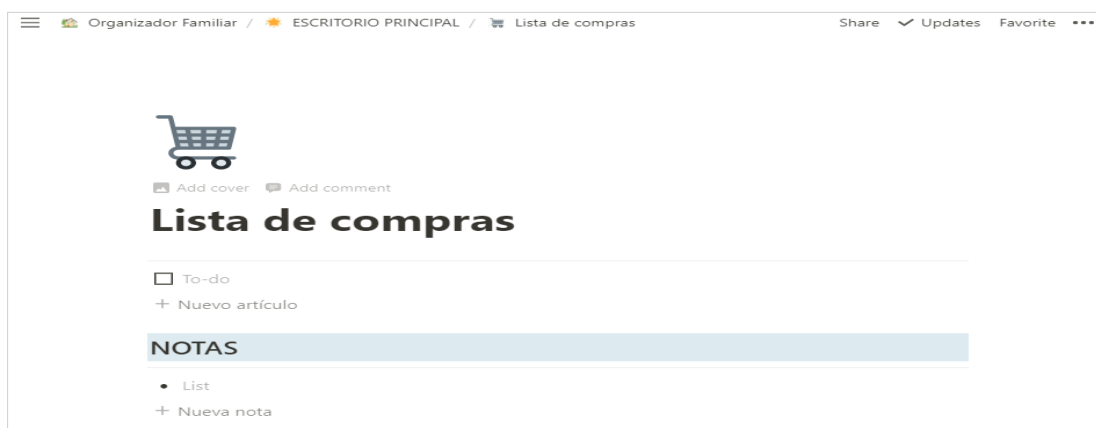 Organizador Familiar / ESCRITORIO PRINCIPAL / Lista de compras Share Updates Favorite
Add cover Add comment
Lista de compras
To-do
+ Nuevo artículo
NOTAS
• List
+ Nueva nota